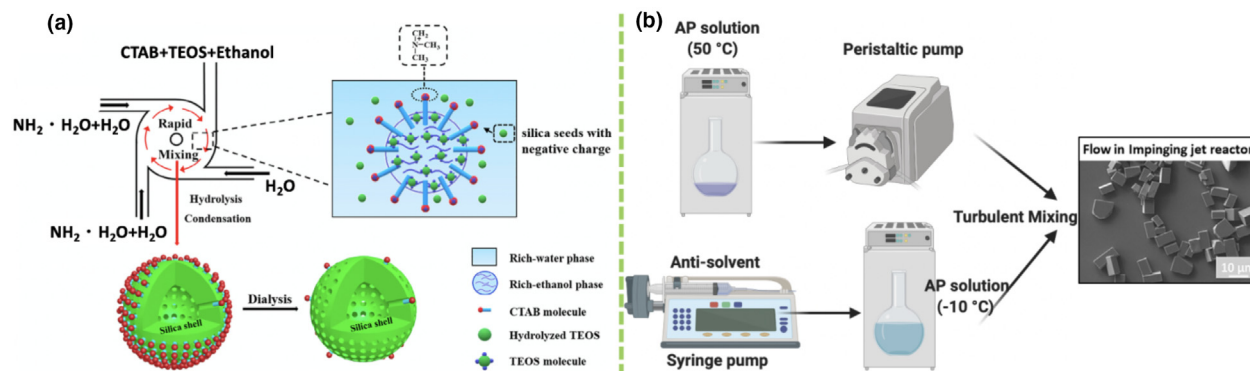 (a)
CTAB+TEOS+Ethanol
NH₂ · H₂O+H₂O
Rapid
Mixing
H₂O
Hydrolysis
Condensation
NH₂ · H₂O+H₂O
CH₂
N⁺ CH₃
CH₃
silica seeds with
negative charge
Rich-water phase
Rich-ethanol phase
CTAB molecule
Hydrolyzed TEOS
TEOS molecule
Silica shell
Dialysis
Silica shell
(b)
AP solution
(50 °C)
Peristaltic pump
Flow in Impinging jet reactor
10 μm
Turbulent Mixing
Anti-solvent
Syringe pump
AP solution
(-10 °C)